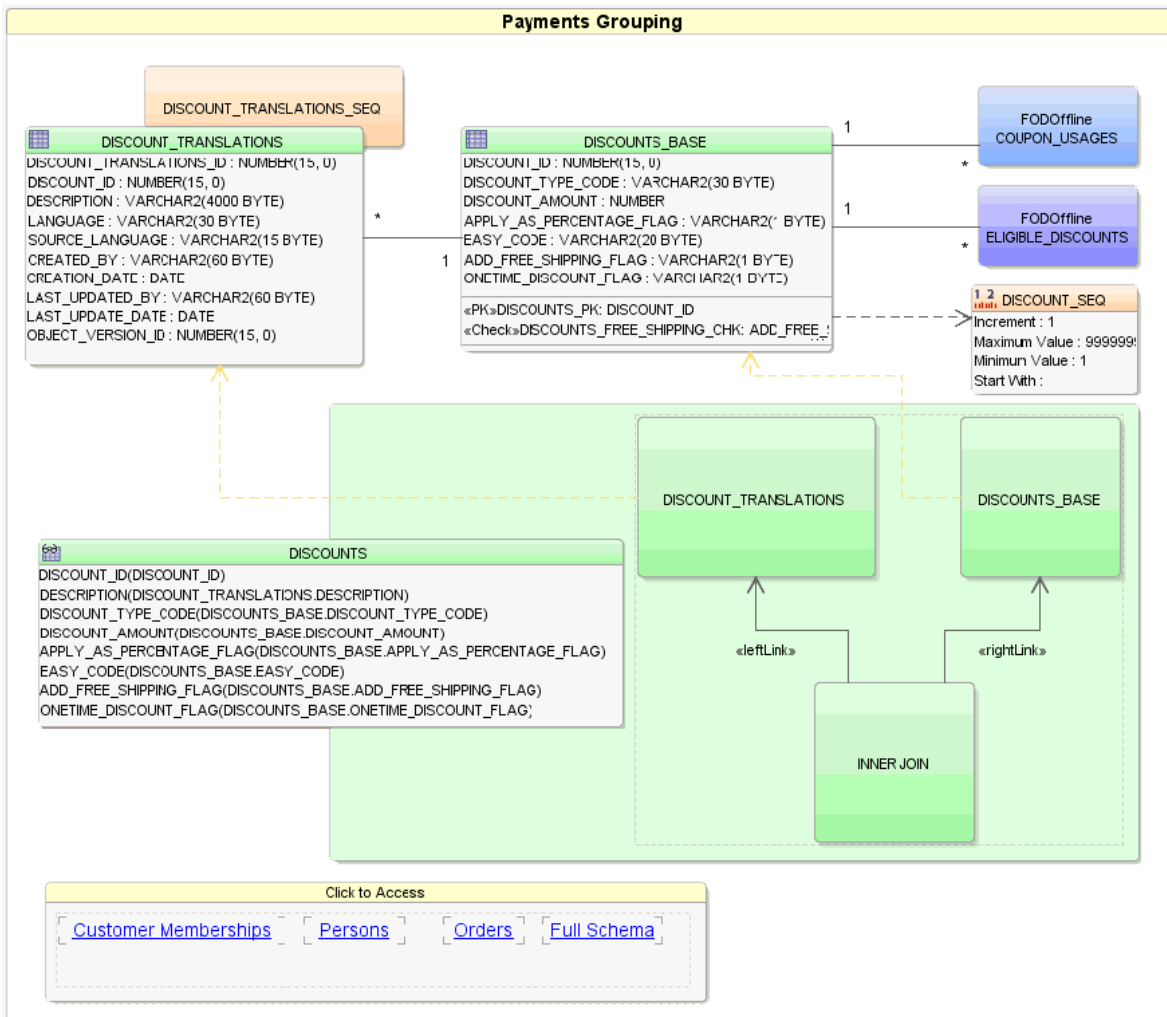 Payments Grouping
DISCOUNT_TRANSLATIONS_SEQ
DISCOUNT_TRANSLATIONS
DISCOUNT_TRANSLATIONS_ID : NUMBER(15, 0)
DISCOUNT_ID : NUMBER(15, 0)
DESCRIPTION : VARCHAR2(4000 BYTE)
LANGUAGE : VARCHAR2(30 BYTE)
SOURCE_LANGUAGE : VARCHAR2(15 BYTE)
CREATED_BY : VARCHAR2(60 BYTE)
CREATION_DATE : DATE
LAST_UPDATED_BY : VARCHAR2(60 BYTE)
LAST_UPDATE_DATE : DATE
OBJECT_VERSION_ID : NUMBER(15, 0)
*
1
DISCOUNTS_BASE
DISCOUNT_ID : NUMBER(15, 0)
DISCOUNT_TYPE_CODE : VARCHAR2(30 BYTE)
DISCOUNT_AMOUNT : NUMBER
APPLY_AS_PERCENTAGE_FLAG : VARCHAR2(1 BYTE)
EASY_CODE : VARCHAR2(20 BYTE)
ADD_FREE_SHIPPING_FLAG : VARCHAR2(1 BYTE)
ONETIME_DISCOUNT_FLAG : VARCHAR2(1 BYTE)
«PK»DISCOUNTS_PK: DISCOUNT_ID
«Check»DISCOUNTS_FREE_SHIPPING_CHK: ADD_FREE_
...
1
*
FODOffline
COUPON_USAGES
1
*
FODOffline
ELIGIBLE_DISCOUNTS
1 2
DISCOUNT_SEQ
Increment : 1
Maximum Value : 9999999
Minimum Value : 1
Start With :
DISCOUNT_TRANSLATIONS
DISCOUNTS_BASE
DISCOUNTS
DISCOUNT_ID(DISCOUNT_ID)
DESCRIPTION(DISCOUNT_TRANSLATIONS.DESCRIPTION)
DISCOUNT_TYPE_CODE(DISCOUNTS_BASE.DISCOUNT_TYPE_CODE)
DISCOUNT_AMOUNT(DISCOUNTS_BASE.DISCOUNT_AMOUNT)
APPLY_AS_PERCENTAGE_FLAG(DISCOUNTS_BASE.APPLY_AS_PERCENTAGE_FLAG)
EASY_CODE(DISCOUNTS_BASE.EASY_CODE)
ADD_FREE_SHIPPING_FLAG(DISCOUNTS_BASE.ADD_FREE_SHIPPING_FLAG)
ONETIME_DISCOUNT_FLAG(DISCOUNTS_BASE.ONETIME_DISCOUNT_FLAG)
«leftLink»
«rightLink»
INNER JOIN
Click to Access
Customer Memberships Persons Orders Full Schema